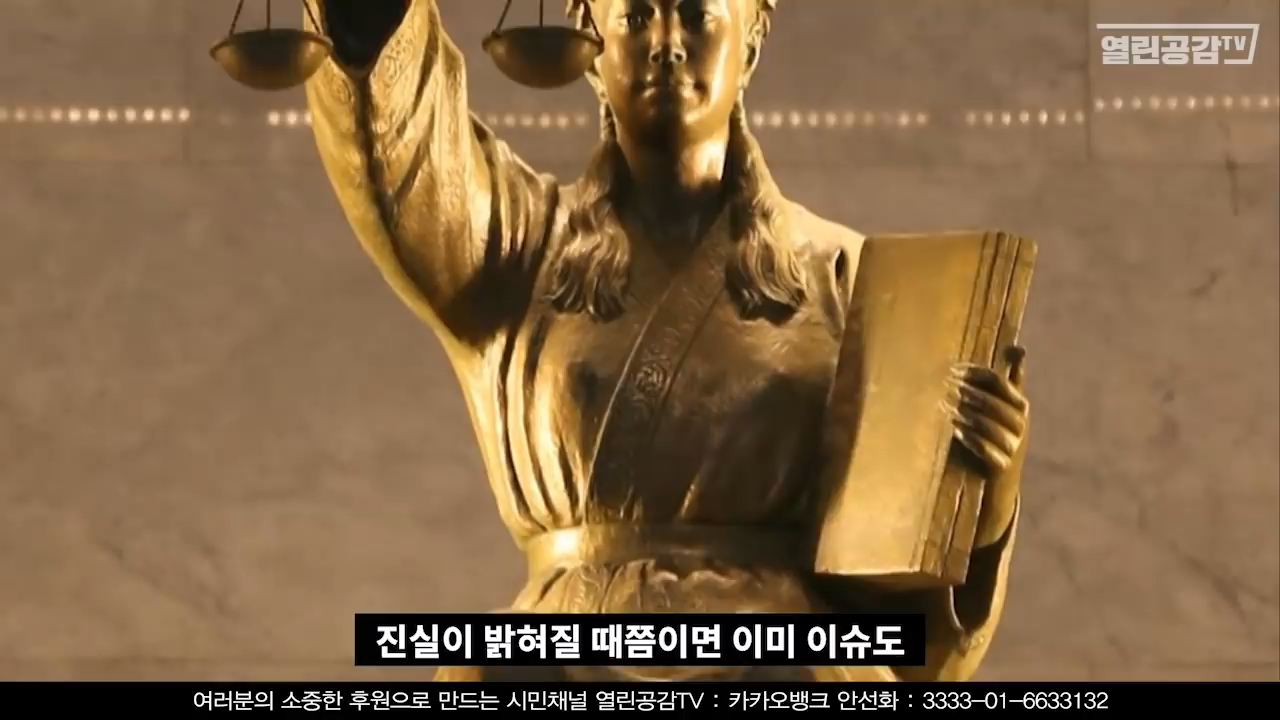 열린공감TV
진실이 밝혀질 때쯤이면 이미 이슈도
여러분의 소중한 후원으로 만드는 시민채널 열린공감TV : 카카오뱅크 안선화 : 3333-01-6633132